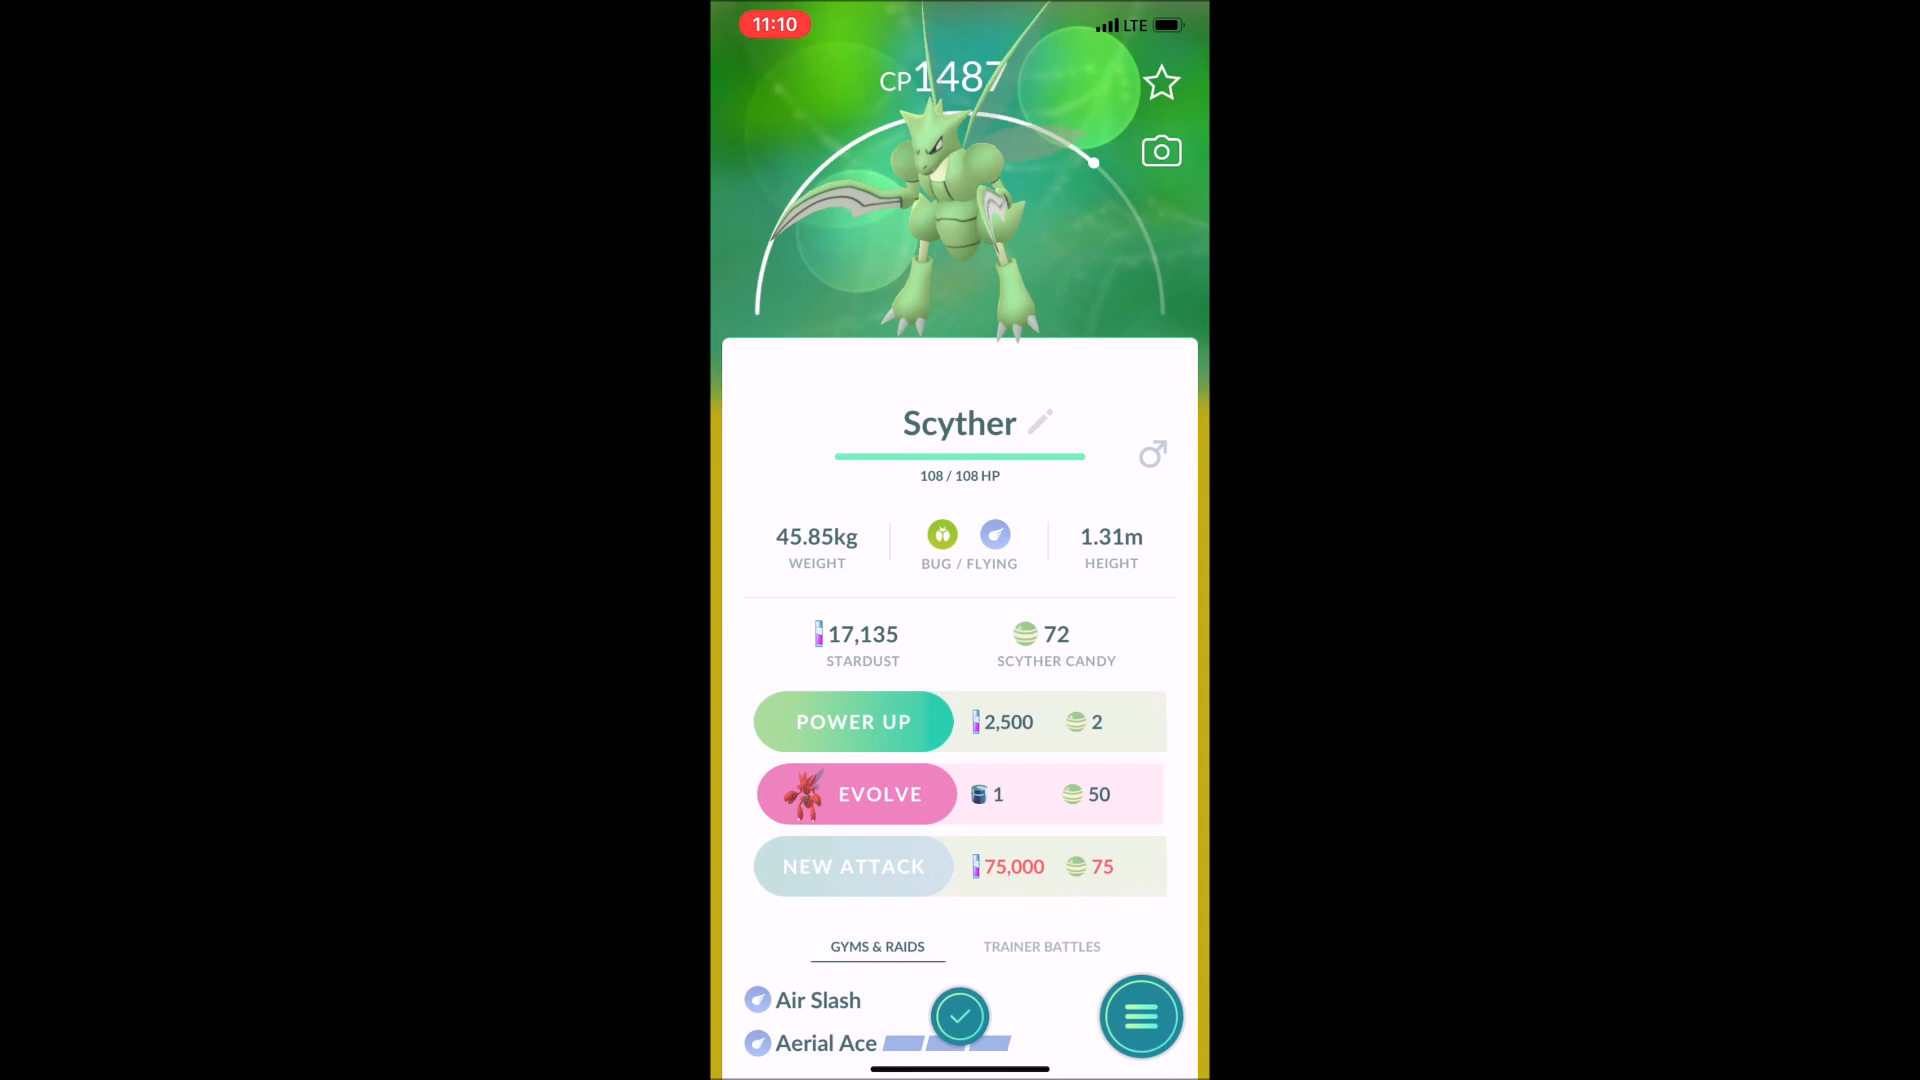 11:10
LTE
CP1487
Scyther
108 / 108 HP
45.85kg
WEIGHT
BUG / FLYING
1.31m
HEIGHT
17,135
STARDUST
72
SCYTHER CANDY
POWER UP 2,500 2
EVOLVE 1 50
NEW ATTACK 75,000 75
GYMS & RAIDS TRAINER BATTLES
Air Slash
Aerial Ace